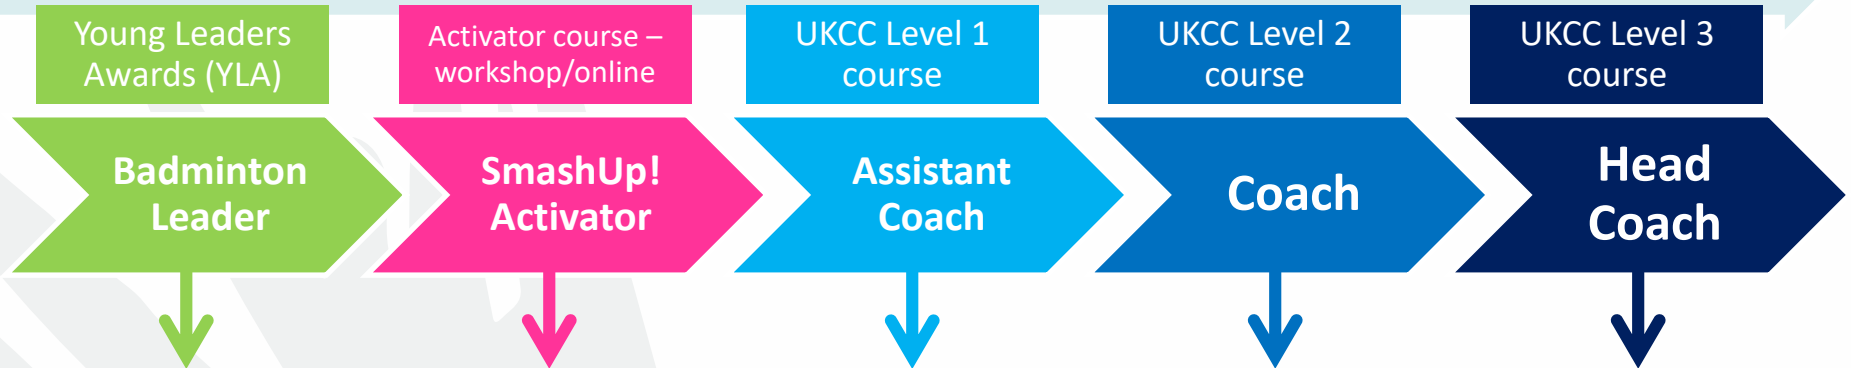 Young Leaders
Awards (YLA)
Activator course –
workshop/online
UKCC Level 1
course
UKCC Level 2
course
UKCC Level 3
course
Badminton
Leader
SmashUp!
Activator
Assistant
Coach
Coach
Head
Coach